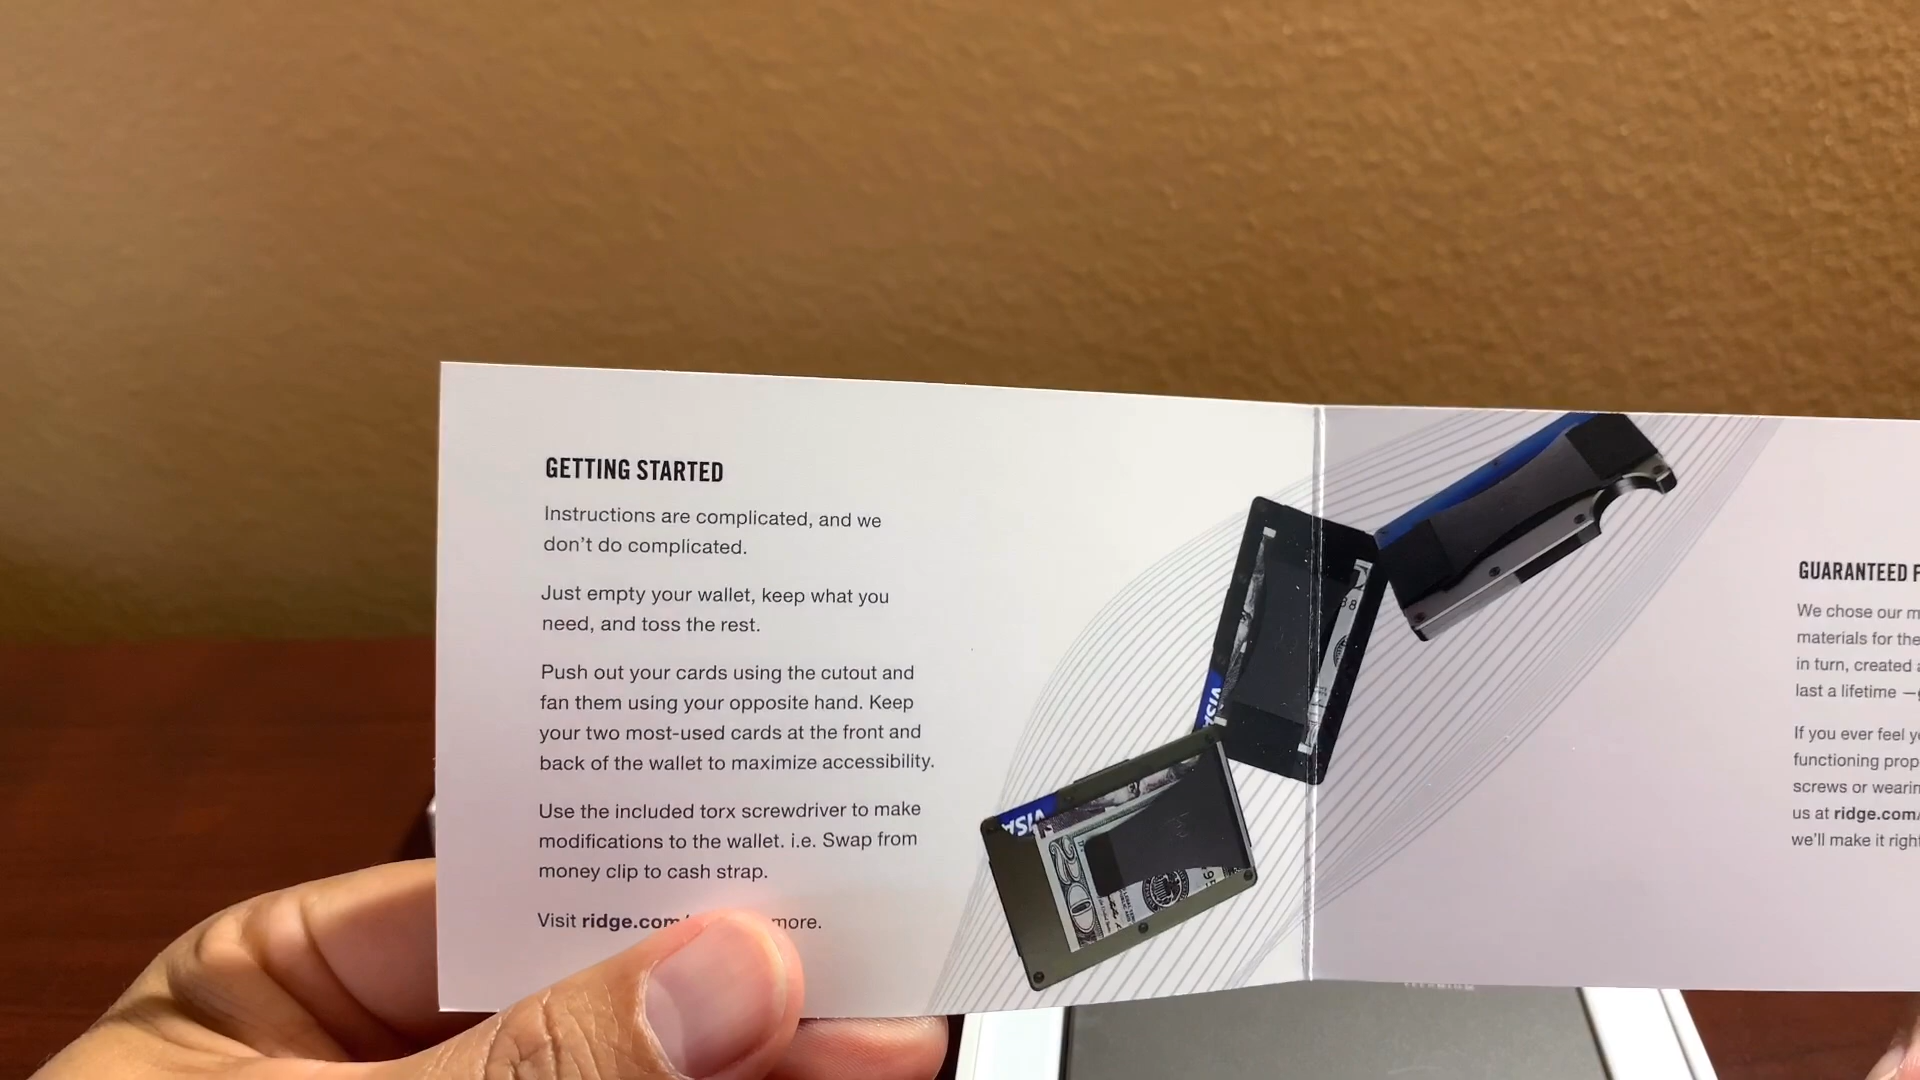 GETTING STARTED
Instructions are complicated, and we
don't do complicated.
Just empty your wallet, keep what you
need, and toss the rest.
Push out your cards using the cutout and
fan them using your opposite hand. Keep
your two most-used cards at the front and
back of the wallet to maximize accessibility.
Use the included torx screwdriver to make
modifications to the wallet. i.e. Swap from
money clip to cash strap.
Visit ridge.com/ more.
VISA
VISA
GUARANTEED
We chose our
materials for the
in turn, created
last a lifetime —
If you ever feel
functioning
screws or
us at ridge.com/
we'll make it right